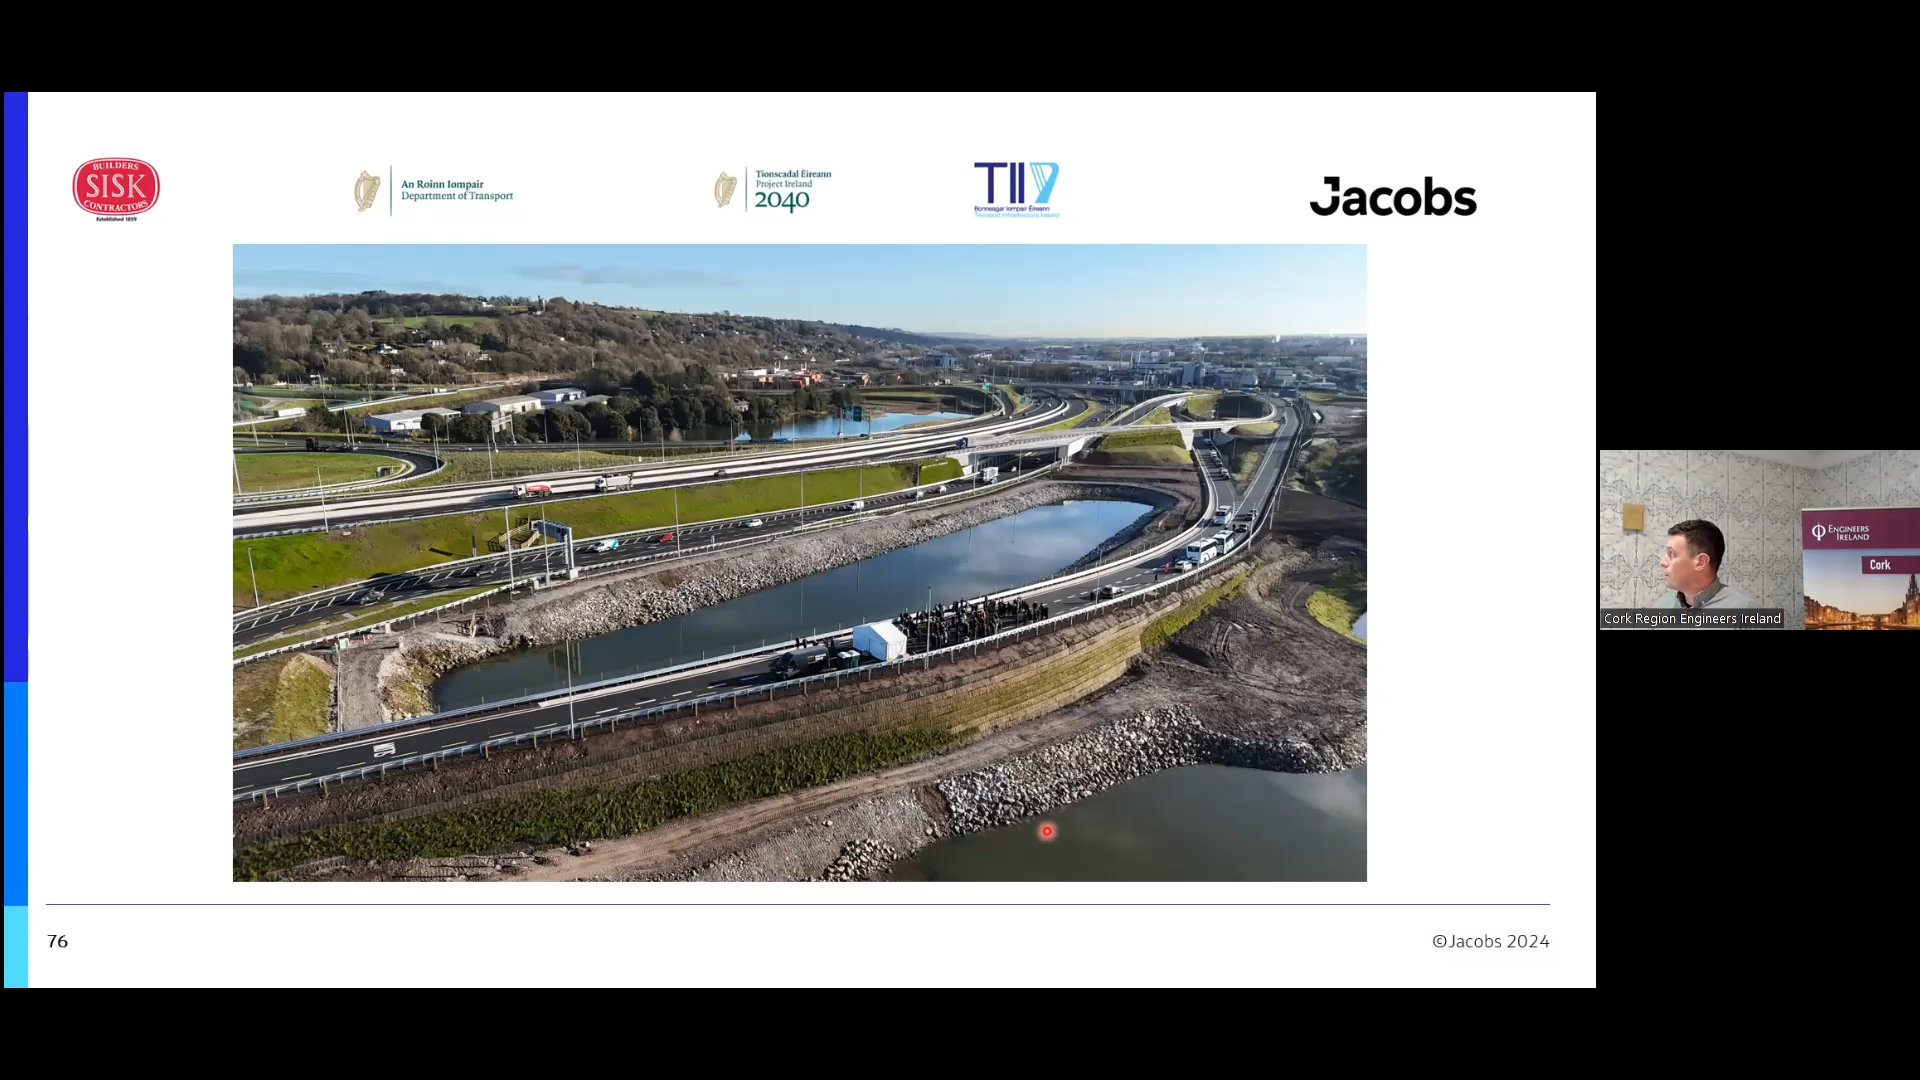 BUILDERS
SISK
CONTRACTORS
Established 1859
An Roinn Iompair
Department of Transport
Tionscadal Éireann
Project Ireland
2040
TII
Bonneagar Iompair Éireann
Transport Infrastructure Ireland
Jacobs
ENGINEERS
IRELAND
Cork
Cork Region Engineers Ireland
76
©Jacobs 2024